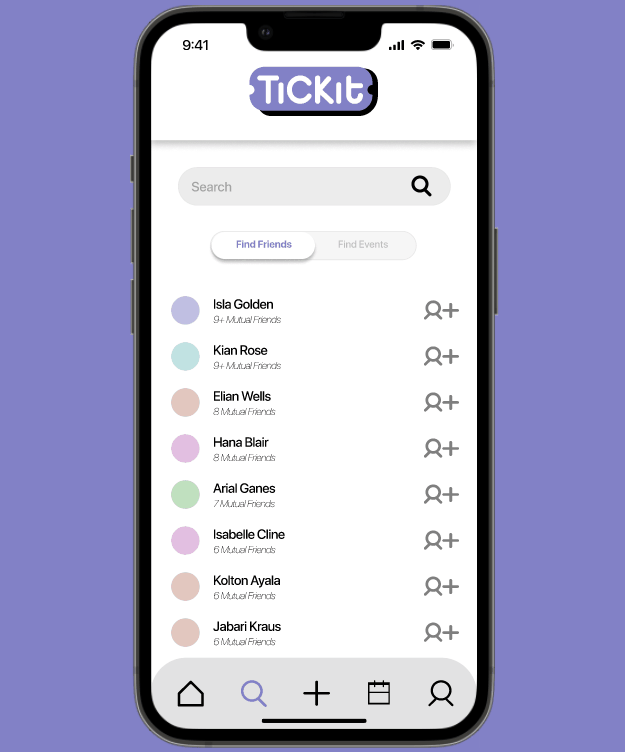 9:41
TiCKit
Search
Find Friends
Find Events
Isla Golden
9+ Mutual Friends
Kian Rose
9+ Mutual Friends
Elian Wells
8 Mutual Friends
Hana Blair
8 Mutual Friends
Arial Ganes
7 Mutual Friends
Isabelle Cline
6 Mutual Friends
Kolton Ayala
6 Mutual Friends
Jabari Kraus
6 Mutual Friends